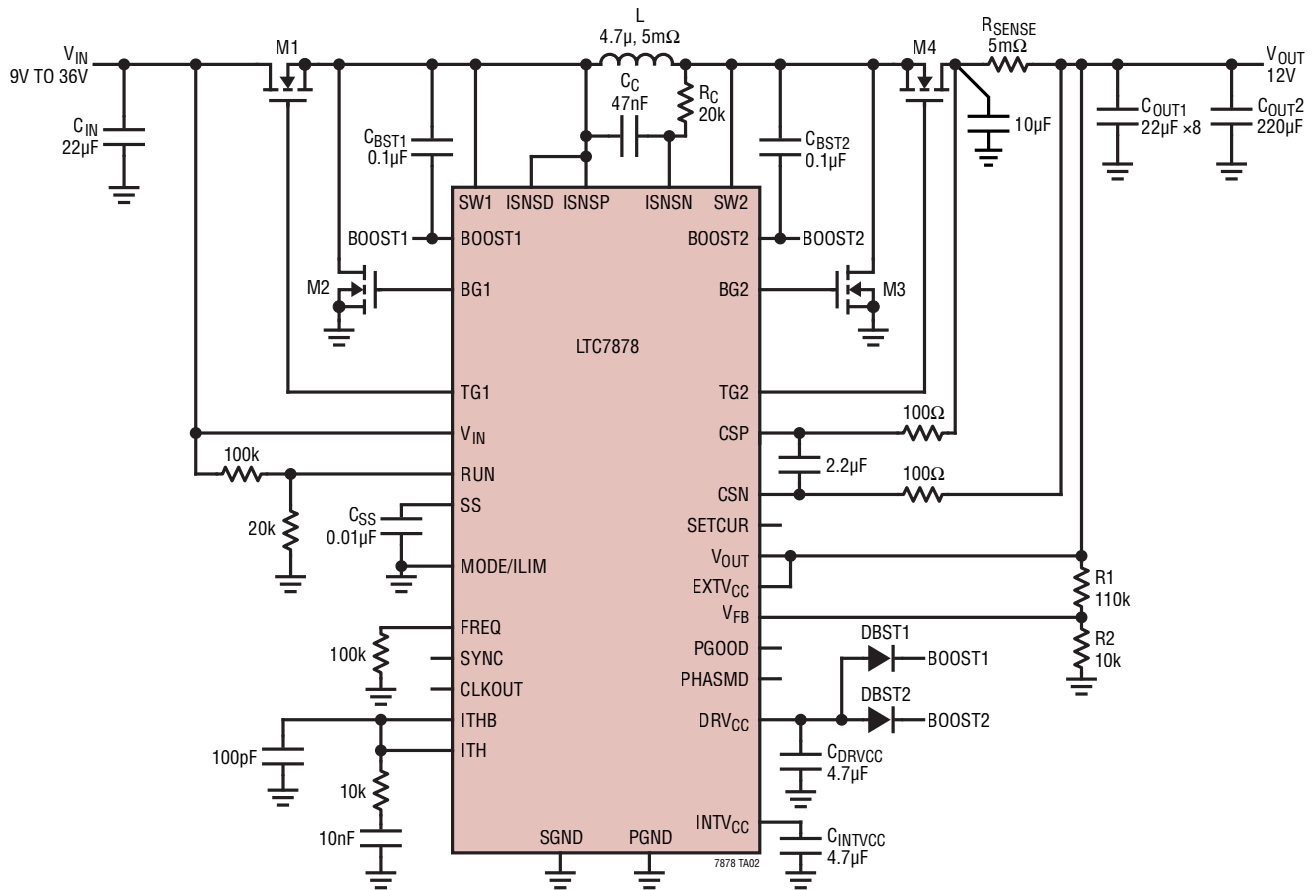 L
4.7µ, 5mΩ
RSENSE
5mΩ
VIN
9V TO 36V
M1
M4
VOUT
12V
CC
47nF
RC
20k
CIN
22µF
CBST1
0.1µF
CBST2
0.1µF
10µF
COUT1
22µF ×8
COUT2
220µF
SW1
ISNSD
ISNSP
ISNSN
SW2
BOOST1
BOOST1
BOOST2
BOOST2
M2
BG1
BG2
M3
LTC7878
TG1
TG2
100Ω
VIN
CSP
100k
RUN
2.2µF
100Ω
CSN
SS
CSS
0.01µF
20k
SETCUR
MODE/ILIM
VOUT
EXTVCC
R1
110k
VFB
FREQ
100k
DBST1
R2
10k
PGOOD
BOOST1
SYNC
PHASMD
CLKOUT
DBST2
ITHB
DRVCC
BOOST2
100pF
ITH
CDRVCC
4.7µF
10k
10nF
INTVCC
CINTVCC
4.7µF
SGND
PGND
7878 TA02